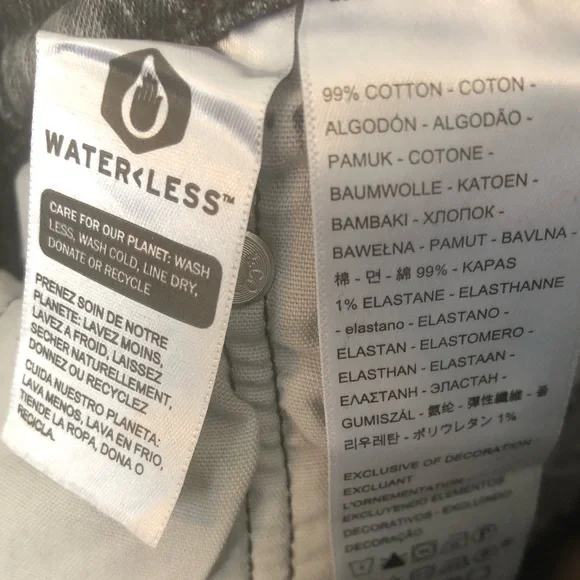 WATER<LESS™
CARE FOR OUR PLANET: WASH
LESS, WASH COLD, LINE DRY,
DONATE OR RECYCLE
PRENEZ SOIN DE NOTRE
PLANETE: LAVEZ MOINS,
LAVEZ A FROID, LAISSEZ
SECHER NATURELLEMENT,
DONNEZ OU RECYCLEZ
CUIDA NUESTRO PLANETA:
LAVA MENOS, LAVA EN FRIO,
TIENDE LA ROPA, DONA O
RECICLA.
99% COTTON - COTON -
ALGODÓN - ALGODÃO -
PAMUK - COTONE -
BAUMWOLLE - KATOEN -
BAMBAKI - ХЛОПОК -
BAWEŁNA - PAMUT - BAVLNA -
棉 - 면 - 綿 99% - KAPAS
1% ELASTANE - ELASTHANNE
- elastano - ELASTANO -
ELASTAN - ELASTOMERO -
ELASTHAN - ELASTAAN -
ΕΛΑΣΤΑΝΗ - ЭЛАСТАН -
GUMISZÁL - 氨纶 - 彈性纖維 - 폴
리우레탄 - ポリウレタン 1%
EXCLUSIVE OF DECORATION
EXCLUANT
L'ORNEMENTATION
EXCLUYENDO ELEMENTOS
DECORATIVOS - EXCLUINDO
DECORAÇÃO